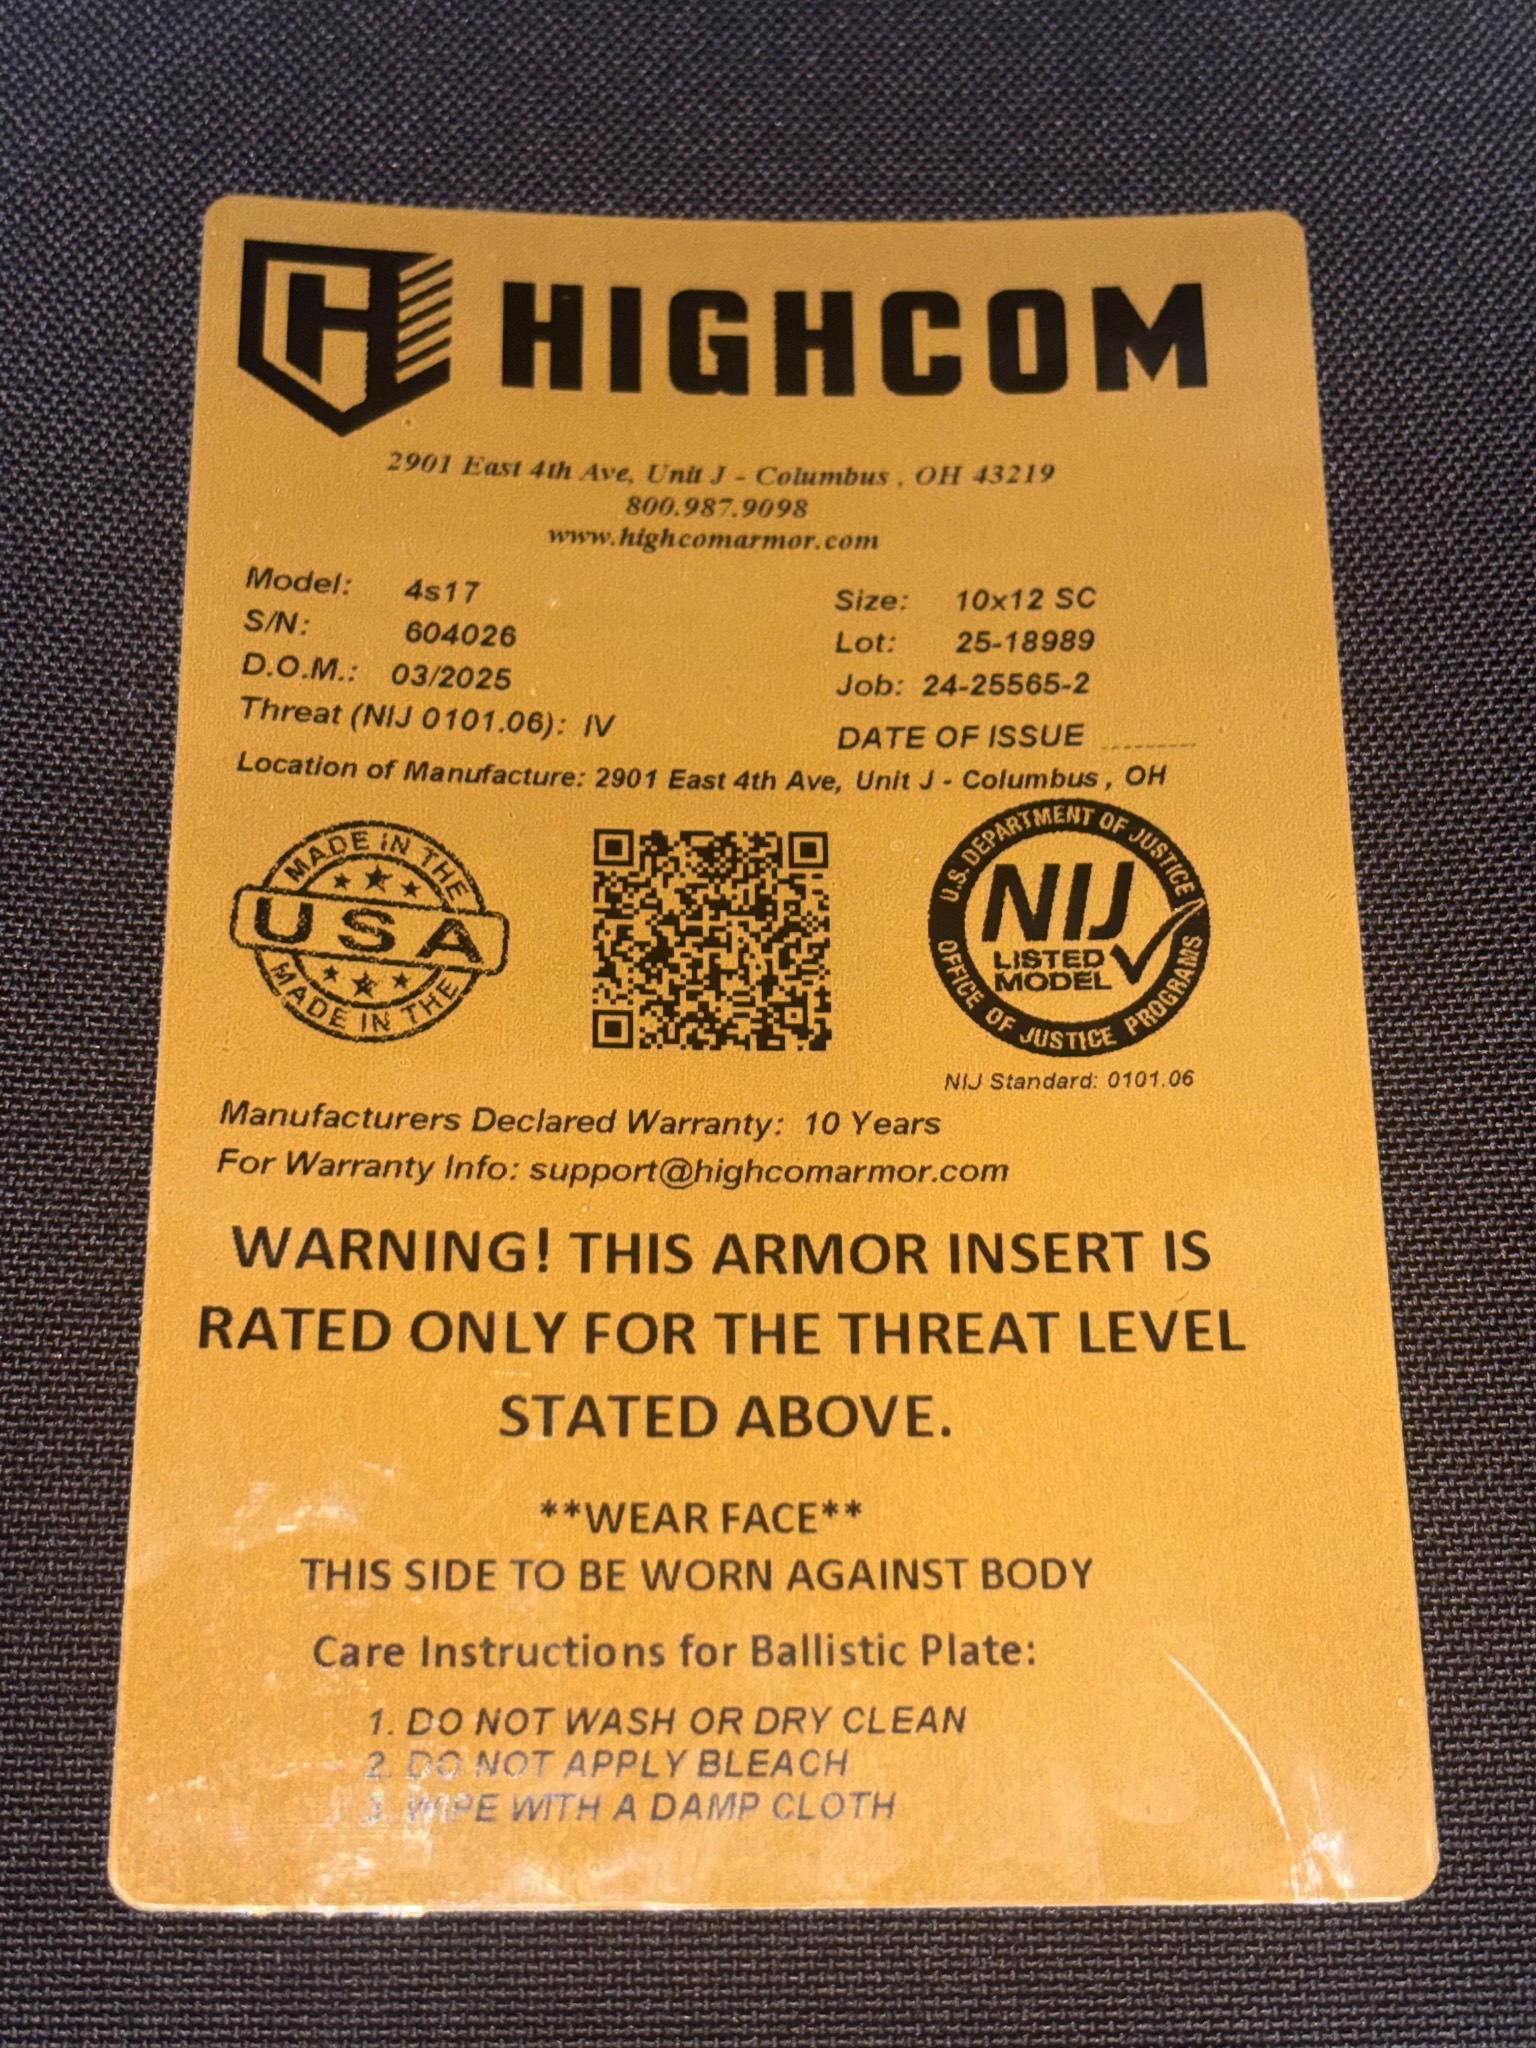 HIGHCOM
2901 East 4th Ave, Unit J - Columbus , OH 43219
800.987.9098
www.highcomarmor.com
Model: 4s17
S/N: 604026
D.O.M.: 03/2025
Threat (NIJ 0101.06): IV
Size: 10x12 SC
Lot: 25-18989
Job: 24-25565-2
DATE OF ISSUE
Location of Manufacture: 2901 East 4th Ave, Unit J - Columbus , OH
MADE IN THE
USA
MADE IN THE
U.S. DEPARTMENT OF JUSTICE
NIJ
LISTED
MODEL
OFFICE OF JUSTICE PROGRAMS
NIJ Standard: 0101.06
Manufacturers Declared Warranty: 10 Years
For Warranty Info: support@highcomarmor.com
WARNING! THIS ARMOR INSERT IS
RATED ONLY FOR THE THREAT LEVEL
STATED ABOVE.
**WEAR FACE**
THIS SIDE TO BE WORN AGAINST BODY
Care Instructions for Ballistic Plate:
1. DO NOT WASH OR DRY CLEAN
2. DO NOT APPLY BLEACH
3. WIPE WITH A DAMP CLOTH